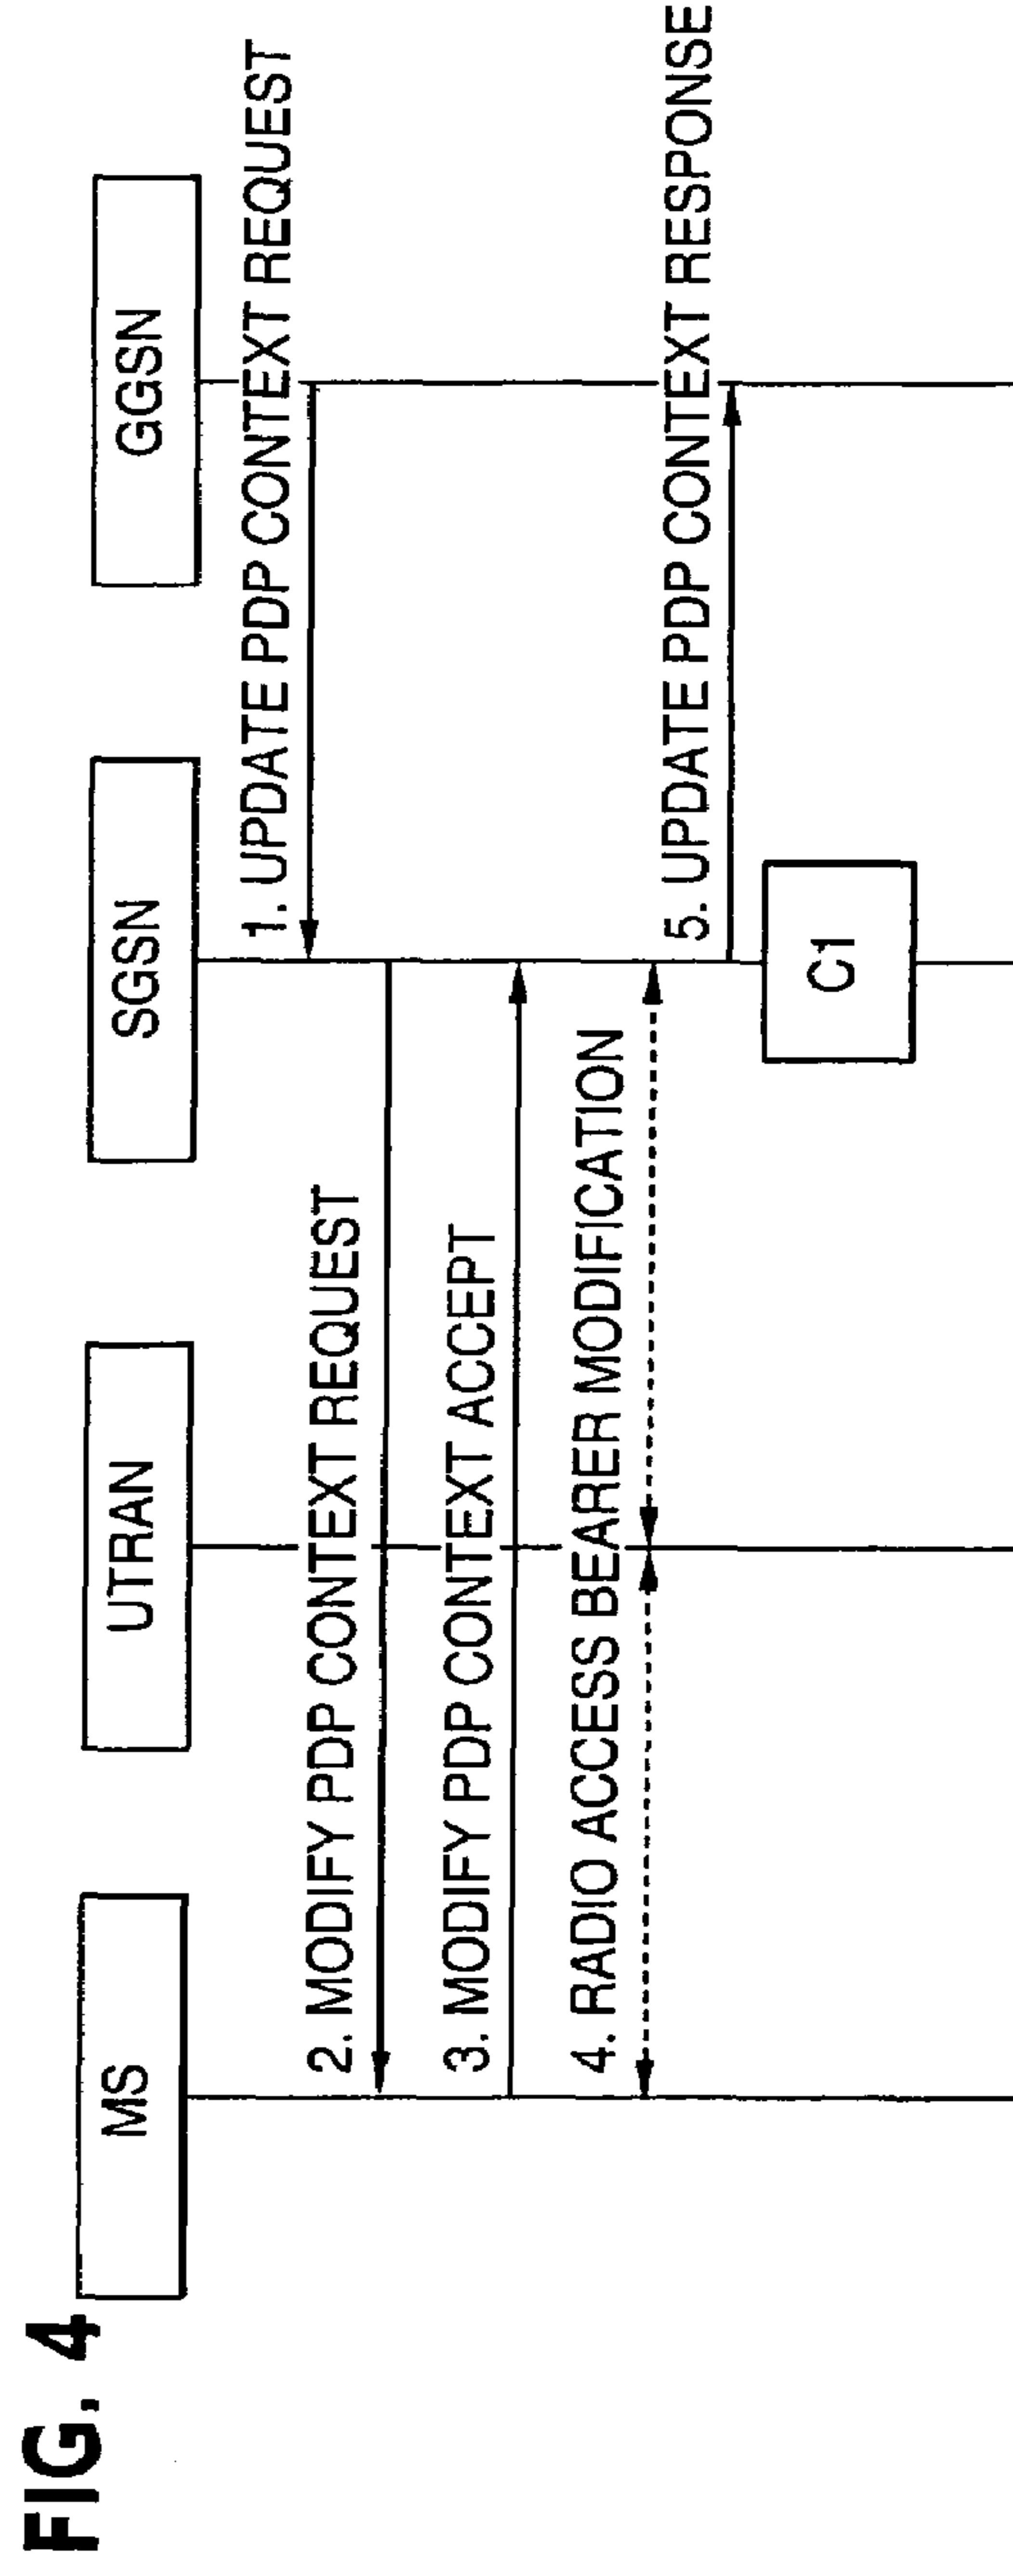 FIG. 4
MS
UTRAN
SGSN
GGSN
1. UPDATE PDP CONTEXT REQUEST
2. MODIFY PDP CONTEXT REQUEST
3. MODIFY PDP CONTEXT ACCEPT
4. RADIO ACCESS BEARER MODIFICATION
5. UPDATE PDP CONTEXT RESPONSE
C1